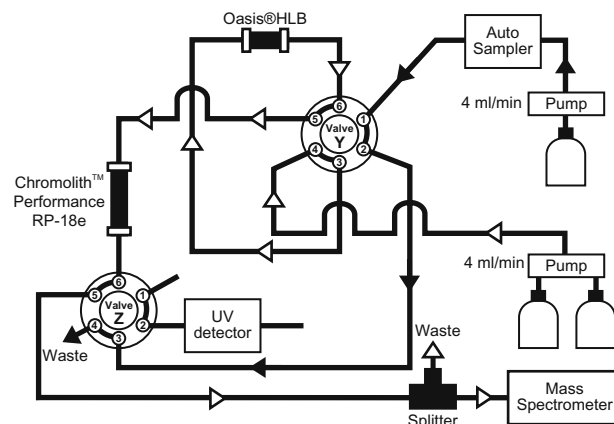 Oasis®HLB
Auto
Sampler
4 ml/min
Pump
6
5
1
Valve
Y
4
2
3
Chromolith™
Performance
RP-18e
4 ml/min
Pump
6
5
1
Valve
Z
4
2
3
UV
detector
Waste
Waste
Mass
Spectrometer
Splitter